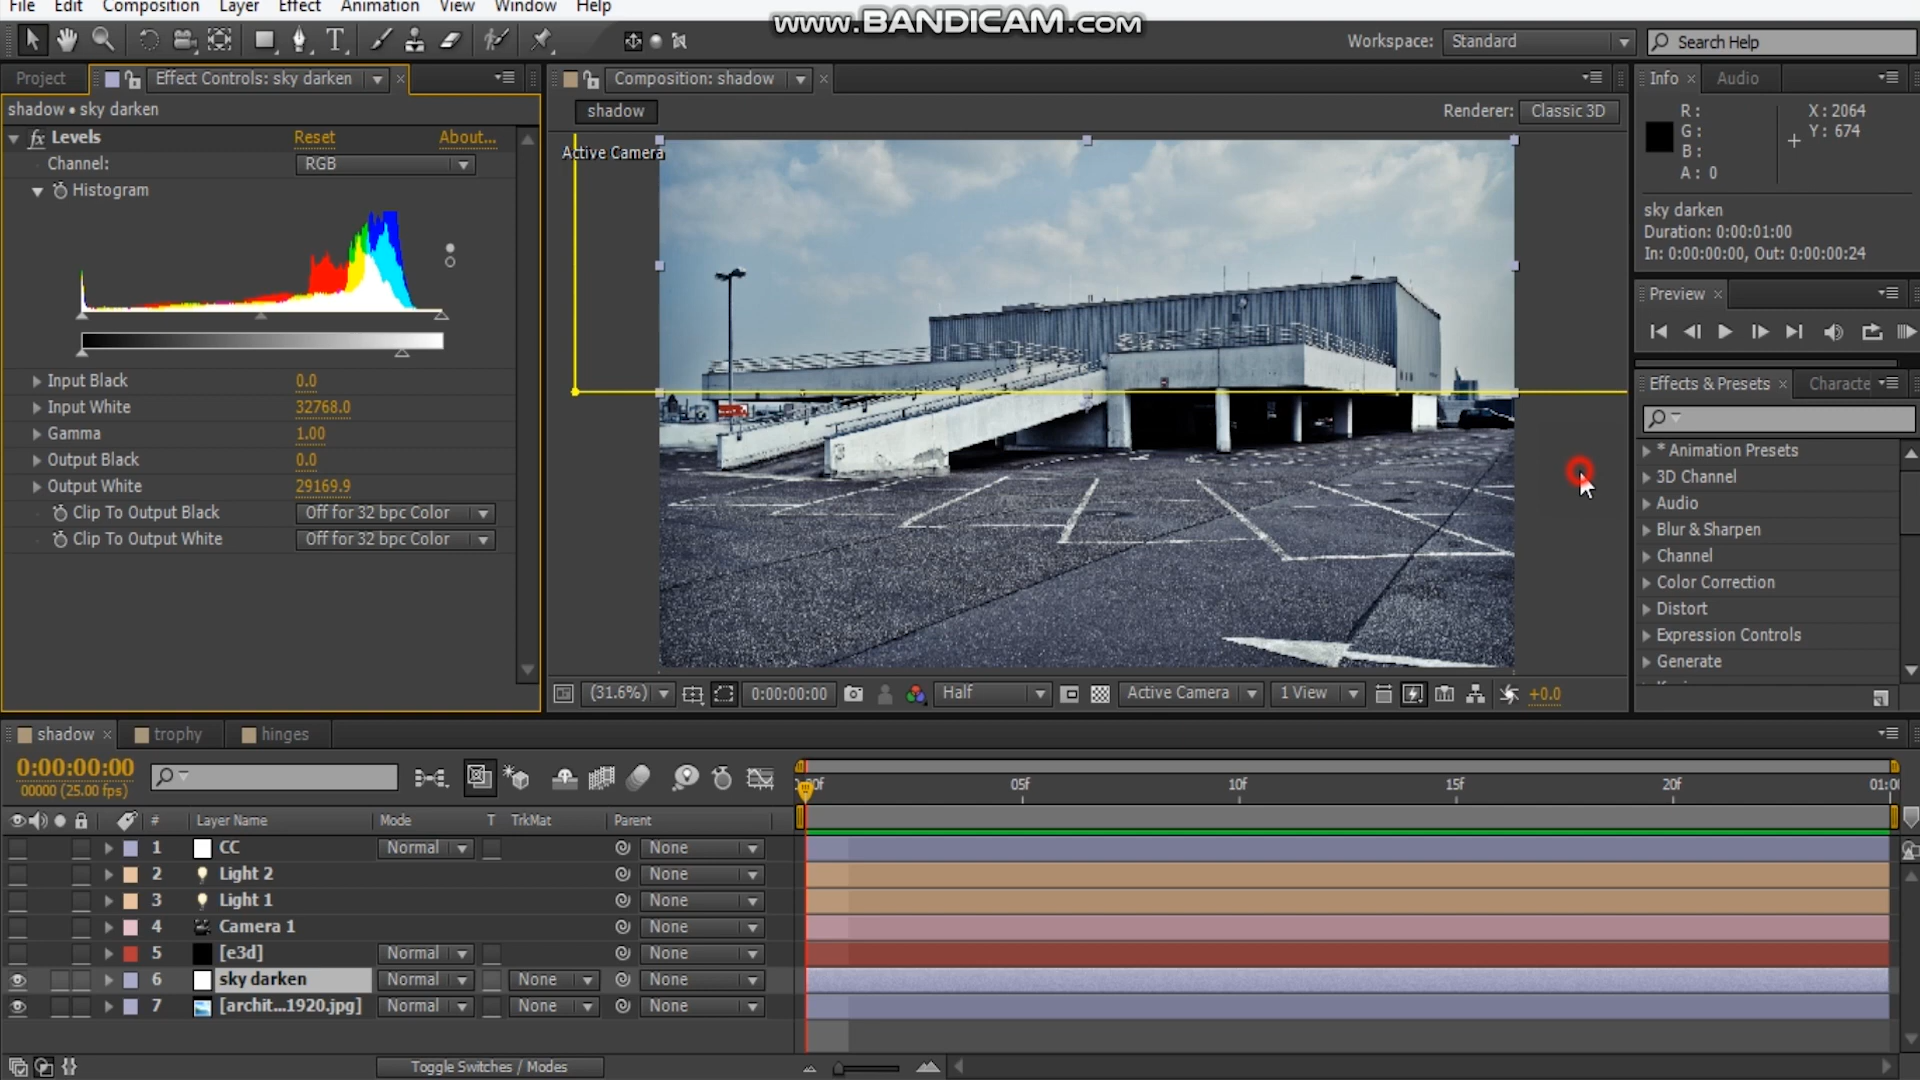 File Edit Composition Layer Effect Animation View Window Help
www.BANDICAM.com
Workspace: Standard Search Help
Project Effect Controls: sky darken
shadow • sky darken
fx Levels Reset About...
Channel: RGB
Histogram
Input Black 0.0
Input White 32768.0
Gamma 1.00
Output Black 0.0
Output White 29169.9
Clip To Output Black Off for 32 bpc Color
Clip To Output White Off for 32 bpc Color
Composition: shadow
shadow Renderer: Classic 3D
Active Camera
(31.6%) 0:00:00:00 Half Active Camera 1 View +0.0
Info Audio
R: X: 2064
G: Y: 674
B:
A: 0
sky darken
Duration: 0:00:01:00
In: 0:00:00:00, Out: 0:00:00:24
Preview
Effects & Presets Characte
* Animation Presets
3D Channel
Audio
Blur & Sharpen
Channel
Color Correction
Distort
Expression Controls
Generate
shadow trophy hinges
0:00:00:00
00000 (25.00 fps)
05f 10f 15f 20f 01:0
# Layer Name Mode T TrkMat Parent
1 CC Normal None
2 Light 2 None
3 Light 1 None
4 Camera 1 None
5 [e3d] Normal None
6 sky darken Normal None None
7 [archit...1920.jpg] Normal None None
Toggle Switches / Modes